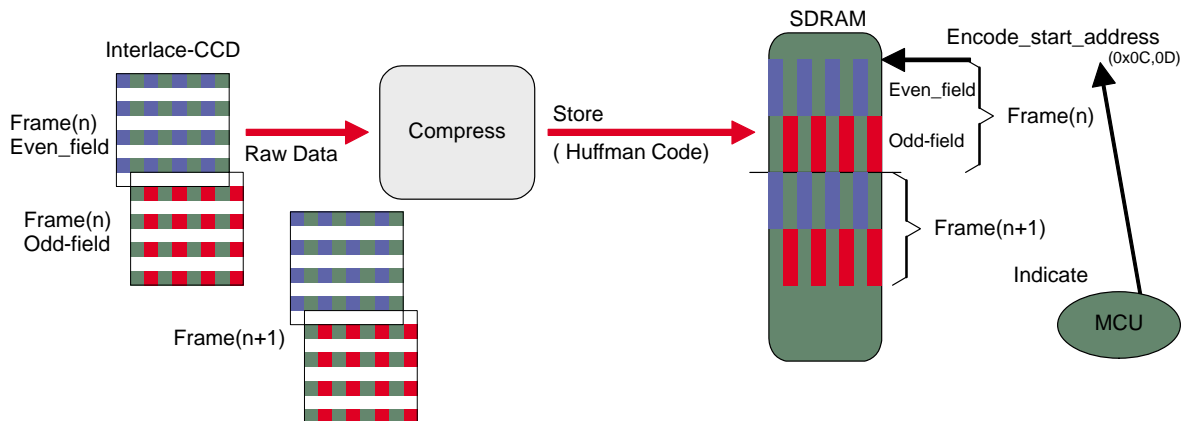 Interlace-CCD
Frame(n)
Even_field
Raw Data
Frame(n)
Odd-field
Frame(n+1)
Compress
Store
( Huffman Code)
SDRAM
Even_field
Odd-field
Encode_start_address
(0x0C,0D)
Frame(n)
Frame(n+1)
Indicate
MCU